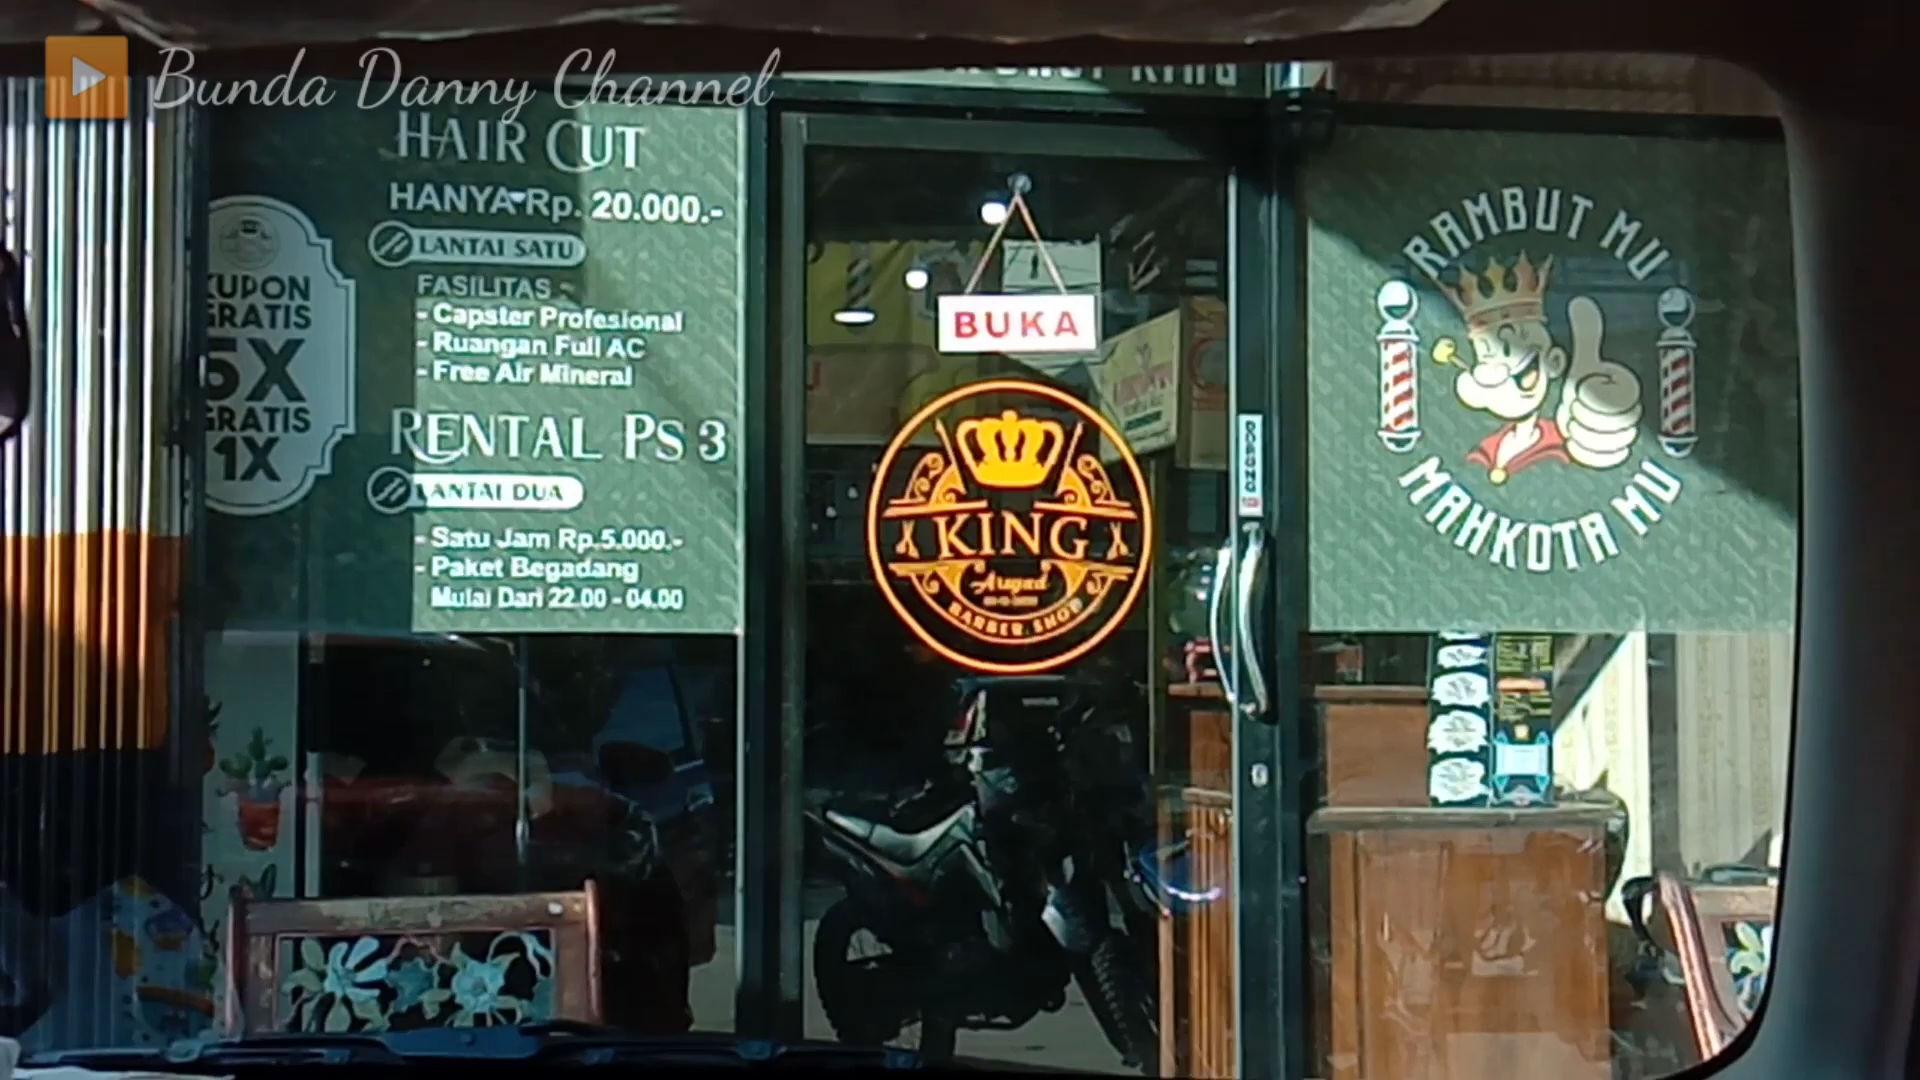 Bunda Danny Channel
KING
HAIR CUT
HANYA Rp. 20.000.-
LANTAI SATU
FASILITAS :
- Capster Profesional
- Ruangan Full AC
- Free Air Mineral
RENTAL PS 3
LANTAI DUA
- Satu Jam Rp.5.000.-
- Paket Begadang
Mulai Dari 22.00 - 04.00
KUPON
GRATIS
5X
GRATIS
1X
BUKA
KING
BARBER SHOP
DORONG
RAMBUT MU
MAHKOTA MU